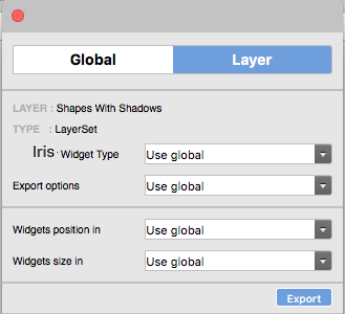 Global Layer
LAYER : Shapes With Shadows
TYPE : LayerSet
Iris Widget Type Use global
Export options Use global
Widgets position in Use global
Widgets size in Use global
Export